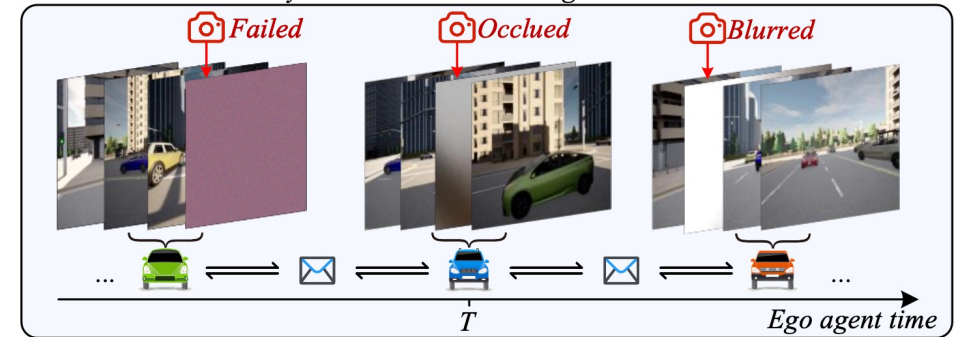 Failed
Occlued
Blurred
... ...
T
Ego agent time